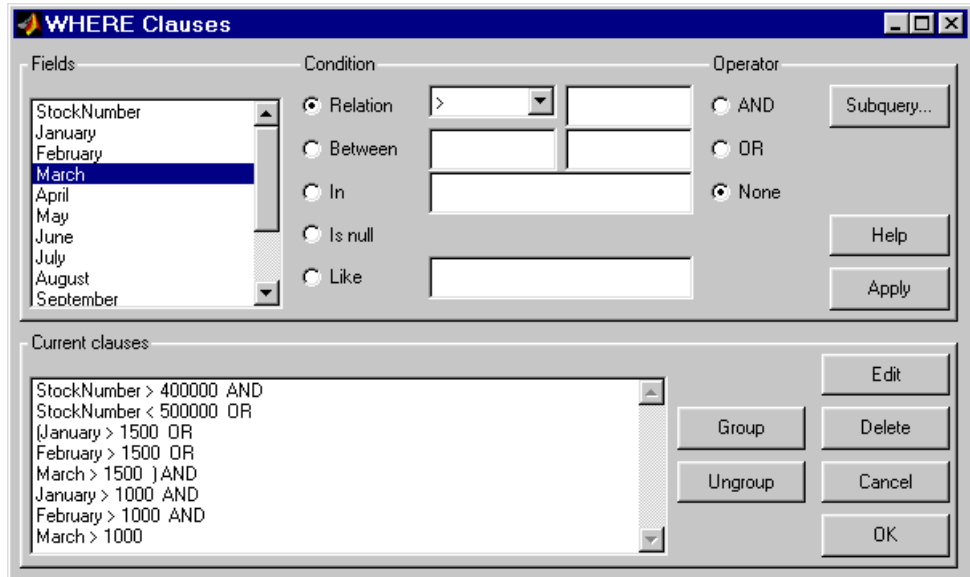 WHERE Clauses
Fields
StockNumber
January
February
March
April
May
June
July
August
September
Condition
Relation >
Between
In
Is null
Like
Operator
AND
OR
None
Subquery...
Help
Apply
Current clauses
StockNumber > 400000 AND
StockNumber < 500000 OR
(January > 1500 OR
February > 1500 OR
March > 1500 ) AND
January > 1000 AND
February > 1000 AND
March > 1000
Group
Ungroup
Edit
Delete
Cancel
OK